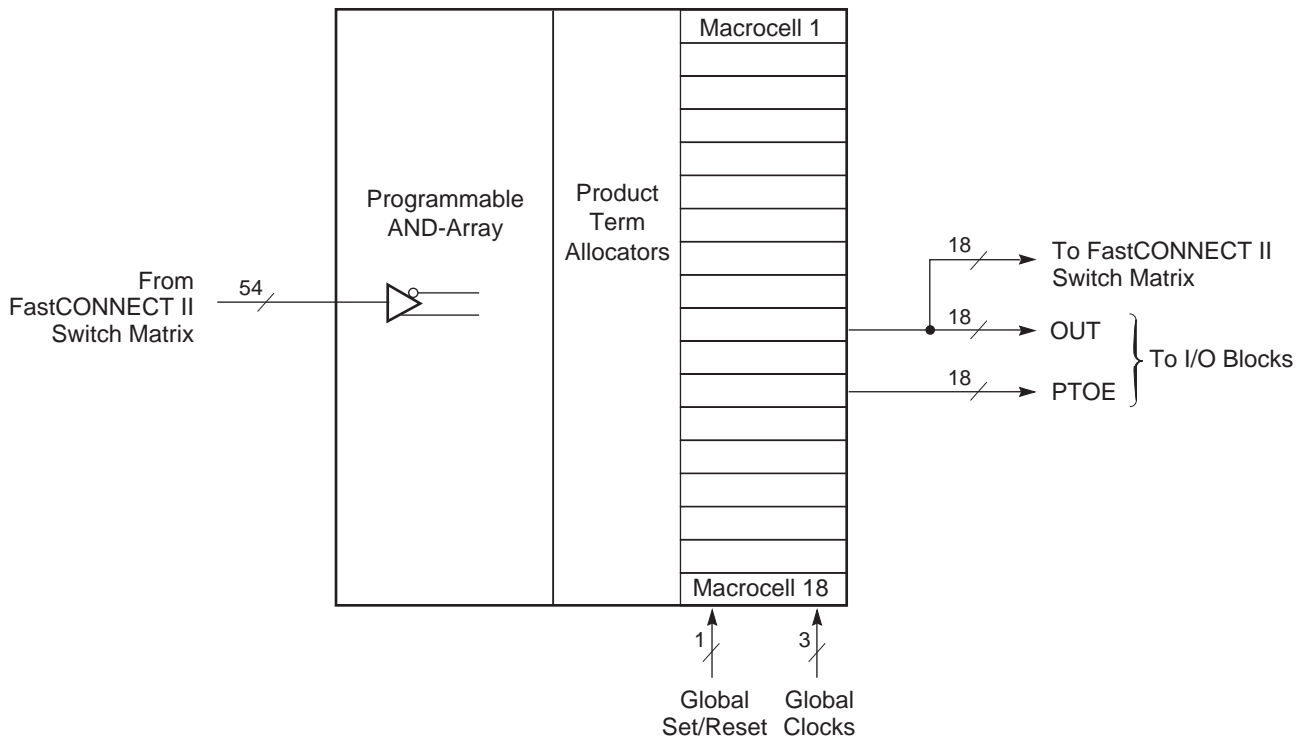 Macrocell 1
Programmable
AND-Array
Product
Term
Allocators
From
FastCONNECT II
Switch Matrix
54
18
To FastCONNECT II
Switch Matrix
18
OUT
18
PTOE
To I/O Blocks
Macrocell 18
1
3
Global
Set/Reset
Global
Clocks